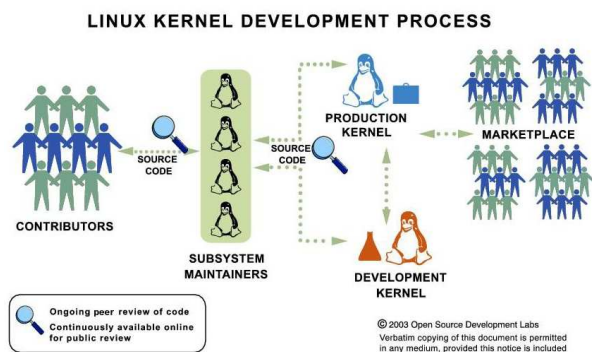 LINUX KERNEL DEVELOPMENT PROCESS
CONTRIBUTORS
SOURCE
CODE
SUBSYSTEM
MAINTAINERS
SOURCE
CODE
PRODUCTION
KERNEL
DEVELOPMENT
KERNEL
MARKETPLACE
Ongoing peer review of code
Continuously available online
for public review
© 2003 Open Source Development Labs
Verbatim copying of this document is permitted
in any medium, provided this notice is included